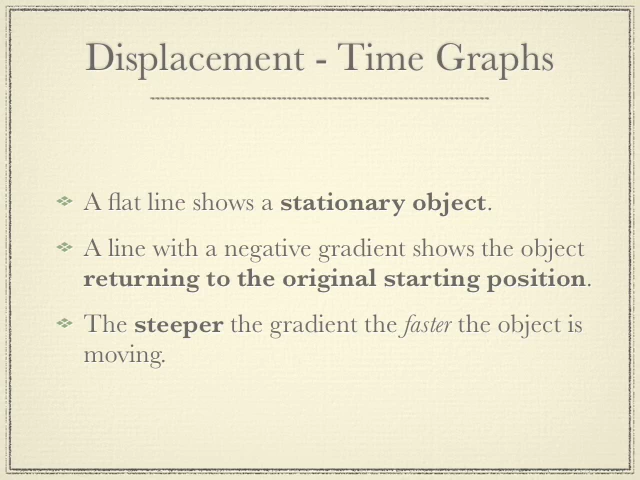 Displacement - Time Graphs
A flat line shows a stationary object.
A line with a negative gradient shows the object
returning to the original starting position.
The steeper the gradient the faster the object is
moving.